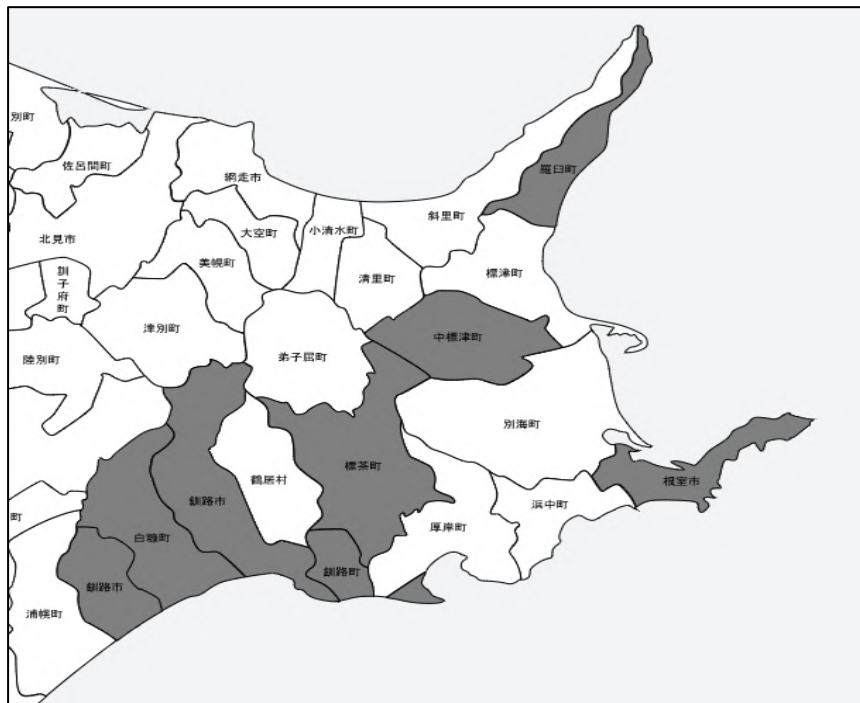 別町
佐呂間町
網走市
羅臼町
斜里町
大空町
小清水町
北見市
標津町
美幌町
清里町
訓子府町
津別町
中標津町
弟子屈町
陸別町
別海町
標茶町
鶴居村
根室市
釧路市
浜中町
町
厚岸町
白糠町
釧路町
釧路市
浦幌町